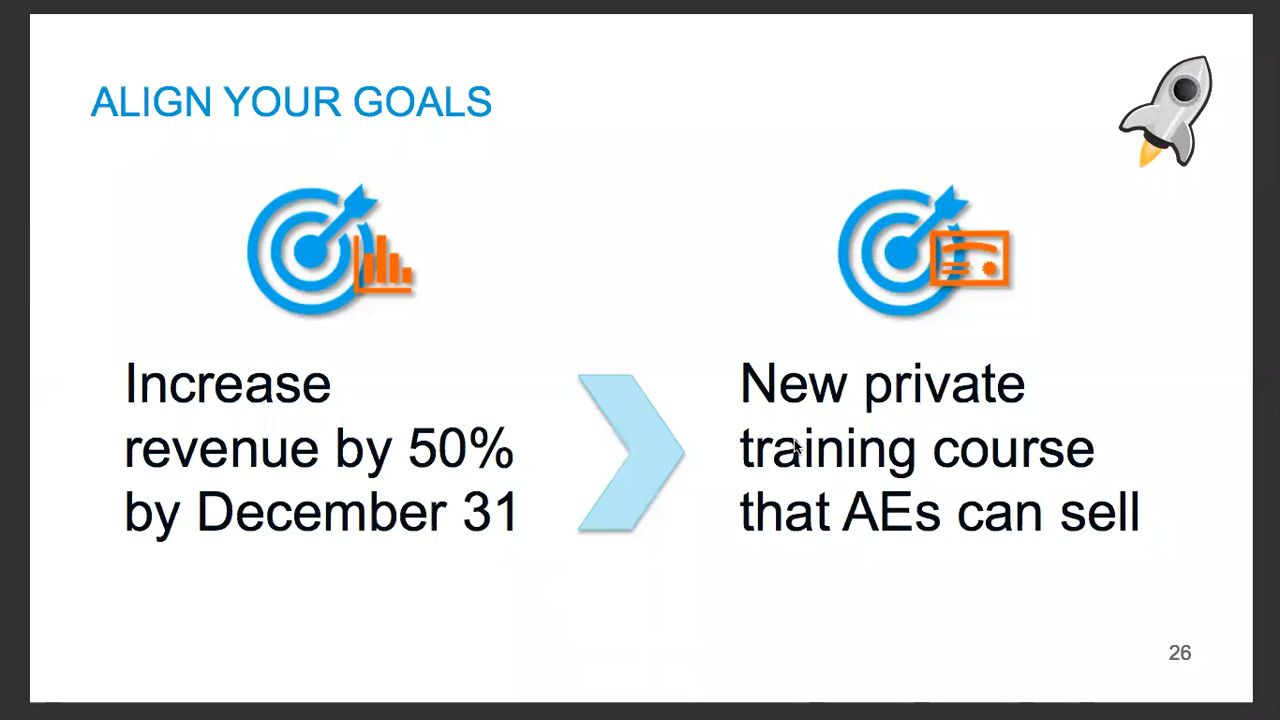 ALIGN YOUR GOALS
Increase
revenue by 50%
by December 31
New private
training course
that AEs can sell
26